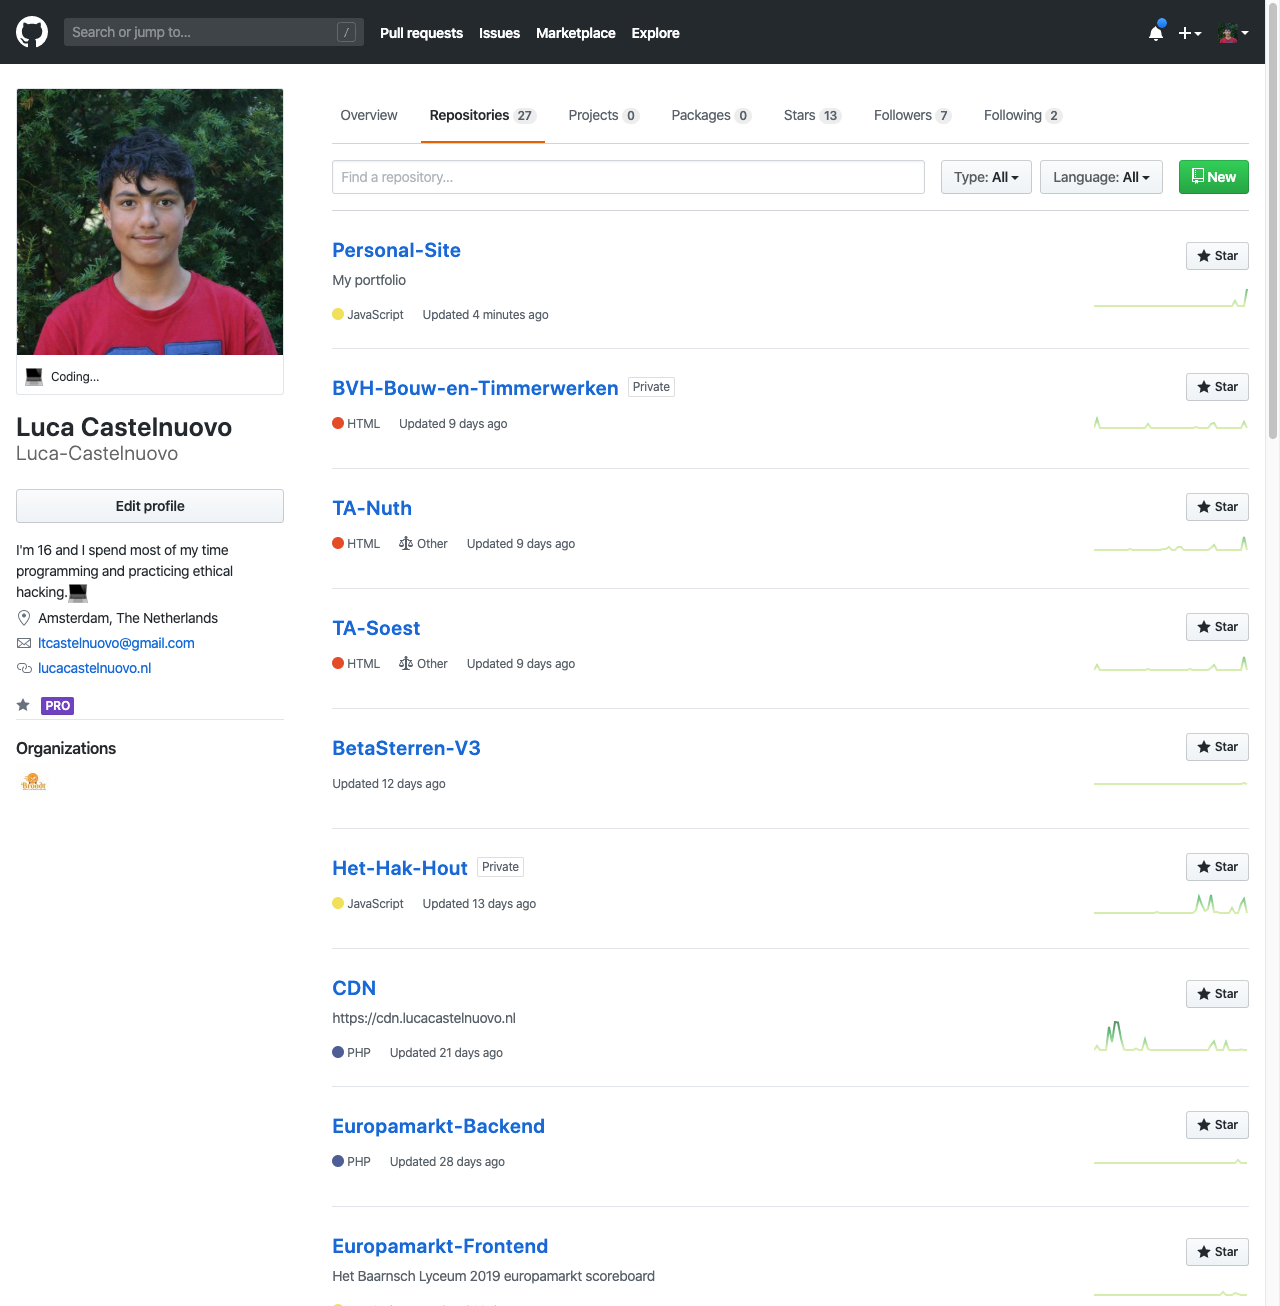 Search or jump to... /
Pull requests Issues Marketplace Explore
Overview Repositories 27 Projects 0 Packages 0 Stars 13 Followers 7 Following 2
Find a repository...
Type: All Language: All New
Coding...
Luca Castelnuovo
Luca-Castelnuovo
Edit profile
I'm 16 and I spend most of my time
programming and practicing ethical
hacking.
Amsterdam, The Netherlands
ltcastelnuovo@gmail.com
lucacastelnuovo.nl
PRO
Organizations
Broodt
Personal-Site
Star
My portfolio
JavaScript Updated 4 minutes ago
BVH-Bouw-en-Timmerwerken Private
Star
HTML Updated 9 days ago
TA-Nuth
Star
HTML Other Updated 9 days ago
TA-Soest
Star
HTML Other Updated 9 days ago
BetaSterren-V3
Star
Updated 12 days ago
Het-Hak-Hout Private
Star
JavaScript Updated 13 days ago
CDN
Star
https://cdn.lucacastelnuovo.nl
PHP Updated 21 days ago
Europamarkt-Backend
Star
PHP Updated 28 days ago
Europamarkt-Frontend
Star
Het Baarnsch Lyceum 2019 europamarkt scoreboard